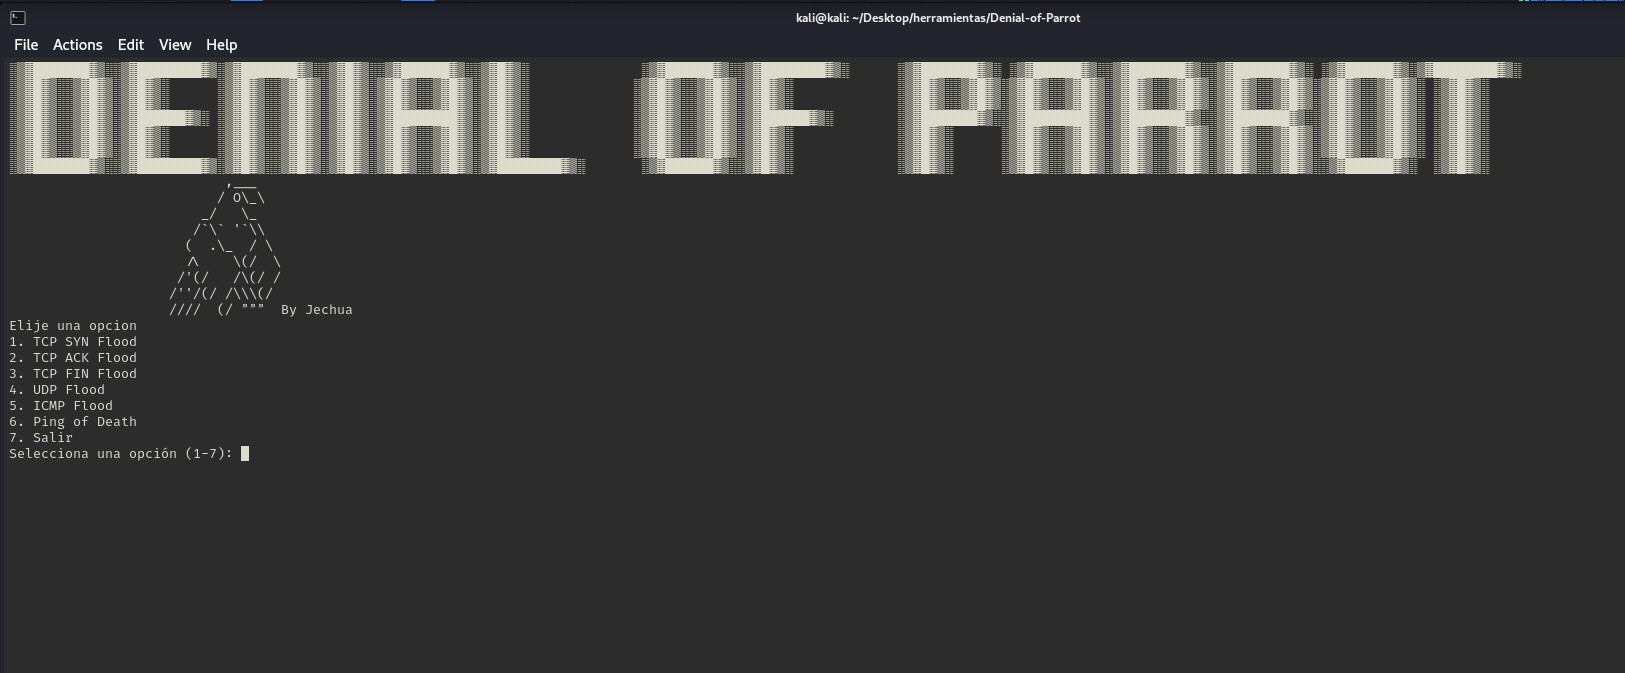 kali@kali: ~/Desktop/herramientas/Denial-of-Parrot
File Actions Edit View Help
DENIAL OF PARROT
By Jechua
Elije una opcion
1. TCP SYN Flood
2. TCP ACK Flood
3. TCP FIN Flood
4. UDP Flood
5. ICMP Flood
6. Ping of Death
7. Salir
Selecciona una opción (1-7):